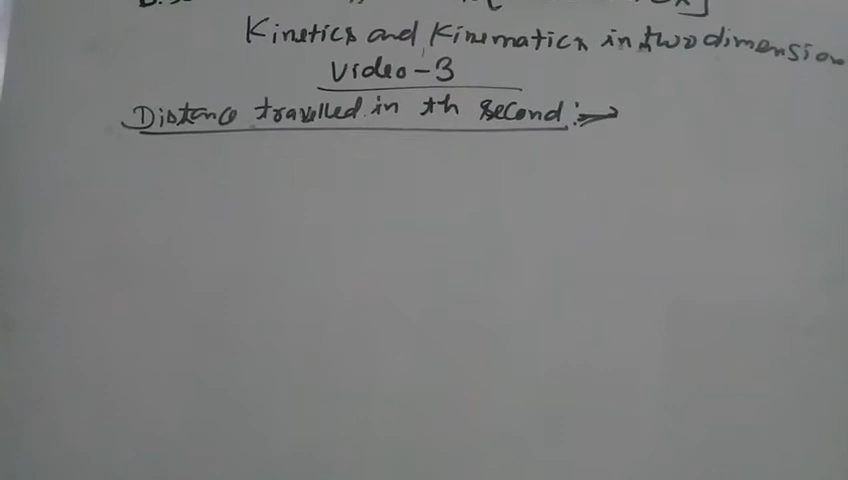 Kinetics and Kinematics in two dimension
Video-3
Distance travelled in th second :→